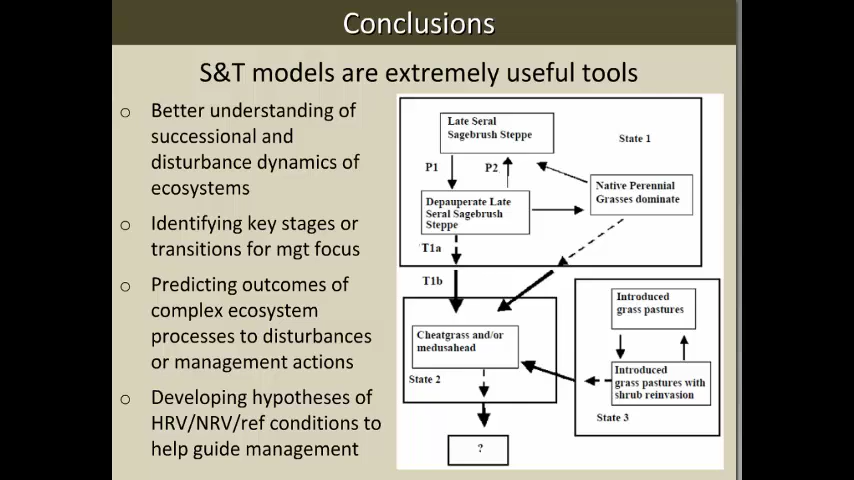 Conclusions
S&T models are extremely useful tools
o Better understanding of
successional and
disturbance dynamics of
ecosystems
o Identifying key stages or
transitions for mgt focus
o Predicting outcomes of
complex ecosystem
processes to disturbances
or management actions
o Developing hypotheses of
HRV/NRV/ref conditions to
help guide management
Late Seral
Sagebrush Steppe
State 1
P1
P2
Native Perennial
Grasses dominate
Depauperate Late
Seral Sagebrush
Steppe
T1a
T1b
Introduced
grass pastures
Cheatgrass and/or
medusahead
State 2
Introduced
grass pastures with
shrub reinvasion
State 3
?